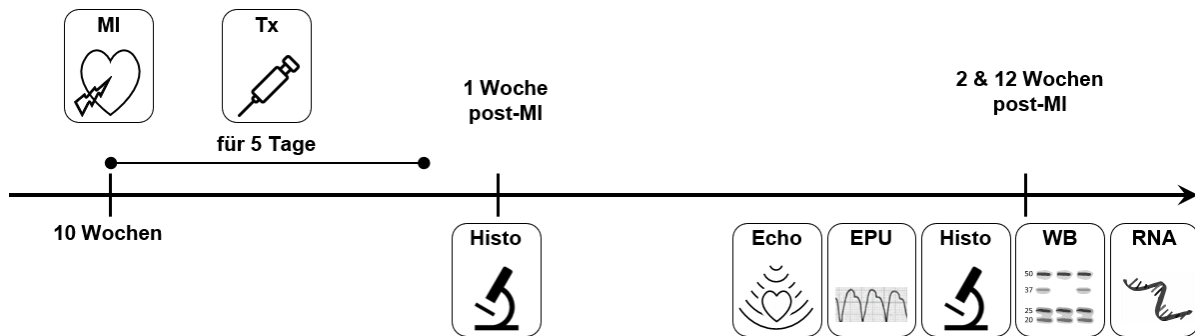 MI
Tx
für 5 Tage
1 Woche
post-MI
2 & 12 Wochen
post-MI
10 Wochen
Histo
Echo
EPU
Histo
WB
RNA
50
37
25
20